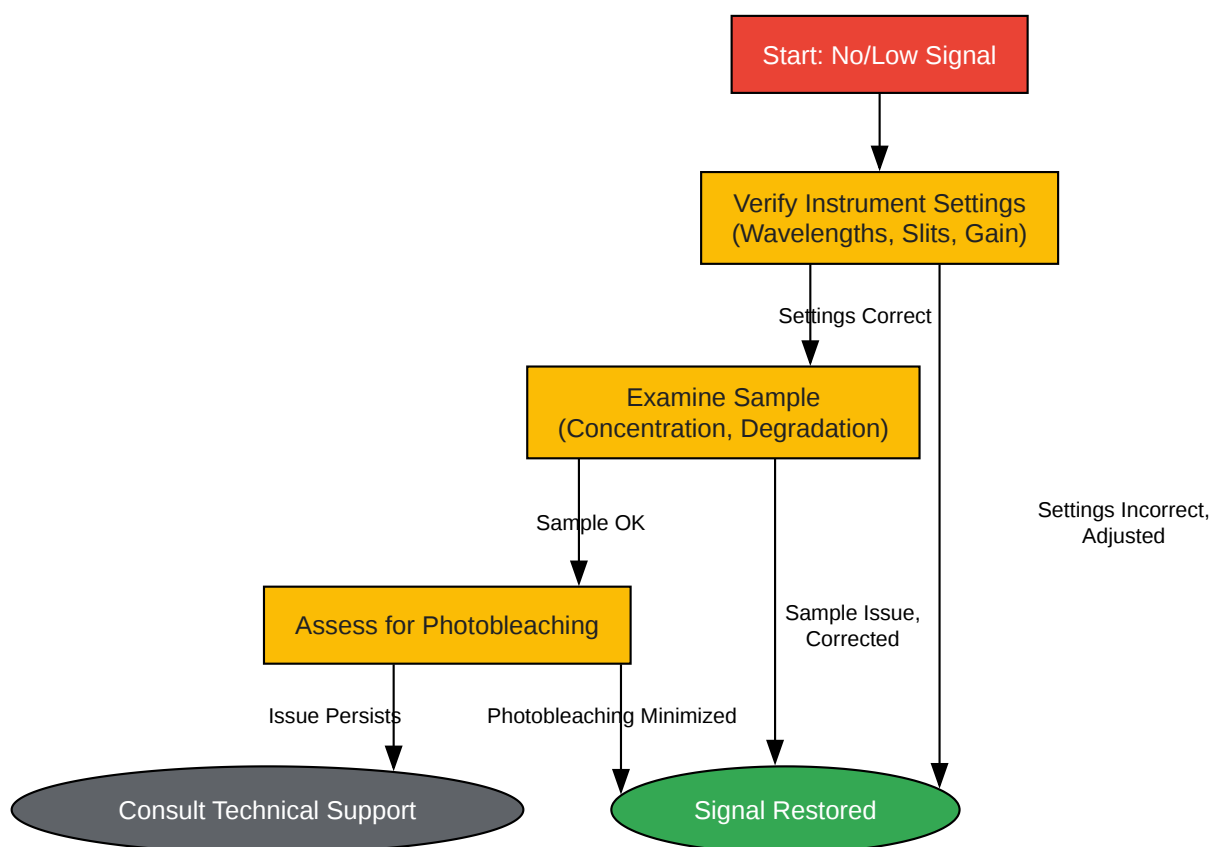 Start: No/Low Signal
Verify Instrument Settings
(Wavelengths, Slits, Gain)
Settings Correct
Examine Sample
(Concentration, Degradation)
Settings Incorrect,
Adjusted
Sample OK
Assess for Photobleaching
Sample Issue,
Corrected
Issue Persists
Photobleaching Minimized
Consult Technical Support
Signal Restored